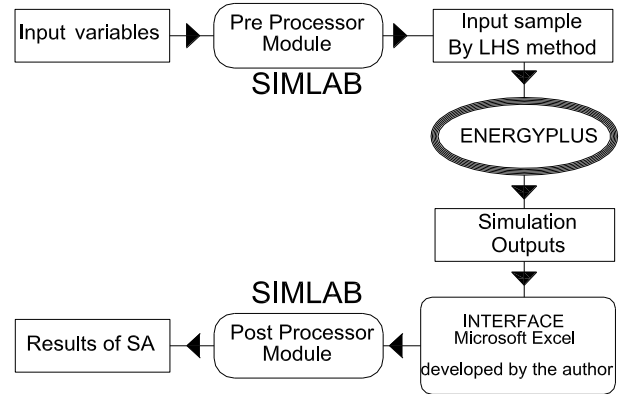 Input variables
Pre Processor
Module
SIMLAB
Input sample
By LHS method
ENERGYPLUS
Simulation
Outputs
INTERFACE
Microsoft Excel
developed by the author
SIMLAB
Post Processor
Module
Results of SA